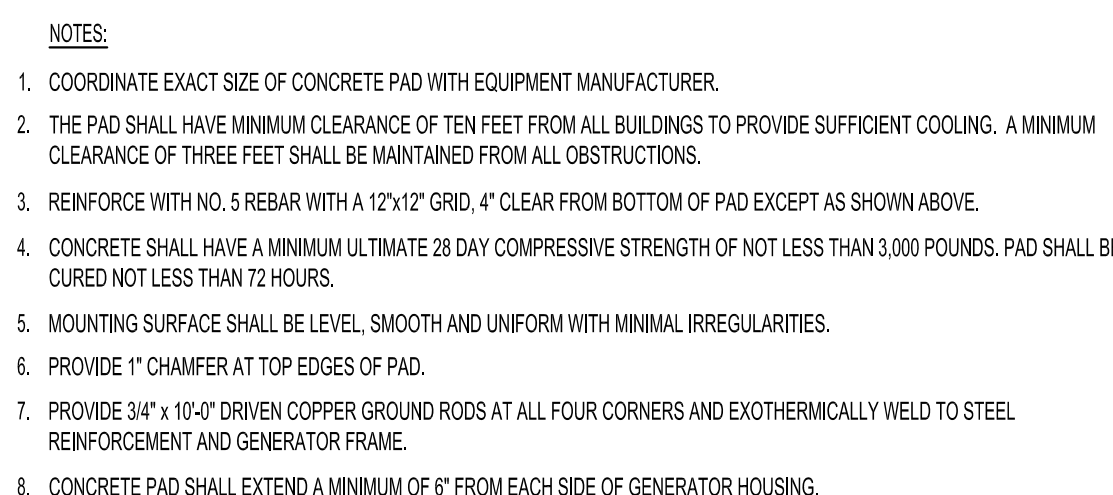 NOTES:
1. COORDINATE EXACT SIZE OF CONCRETE PAD WITH EQUIPMENT MANUFACTURER.
2. THE PAD SHALL HAVE MINIMUM CLEARANCE OF TEN FEET FROM ALL BUILDINGS TO PROVIDE SUFFICIENT COOLING. A MINIMUM
CLEARANCE OF THREE FEET SHALL BE MAINTAINED FROM ALL OBSTRUCTIONS.
3. REINFORCE WITH NO. 5 REBAR WITH A 12"x12" GRID, 4" CLEAR FROM BOTTOM OF PAD EXCEPT AS SHOWN ABOVE.
4. CONCRETE SHALL HAVE A MINIMUM ULTIMATE 28 DAY COMPRESSIVE STRENGTH OF NOT LESS THAN 3,000 POUNDS. PAD SHALL BE
CURED NOT LESS THAN 72 HOURS.
5. MOUNTING SURFACE SHALL BE LEVEL, SMOOTH AND UNIFORM WITH MINIMAL IRREGULARITIES.
6. PROVIDE 1" CHAMFER AT TOP EDGES OF PAD.
7. PROVIDE 3/4" x 10'-0" DRIVEN COPPER GROUND RODS AT ALL FOUR CORNERS AND EXOTHERMICALLY WELD TO STEEL
REINFORCEMENT AND GENERATOR FRAME.
8. CONCRETE PAD SHALL EXTEND A MINIMUM OF 6" FROM EACH SIDE OF GENERATOR HOUSING.